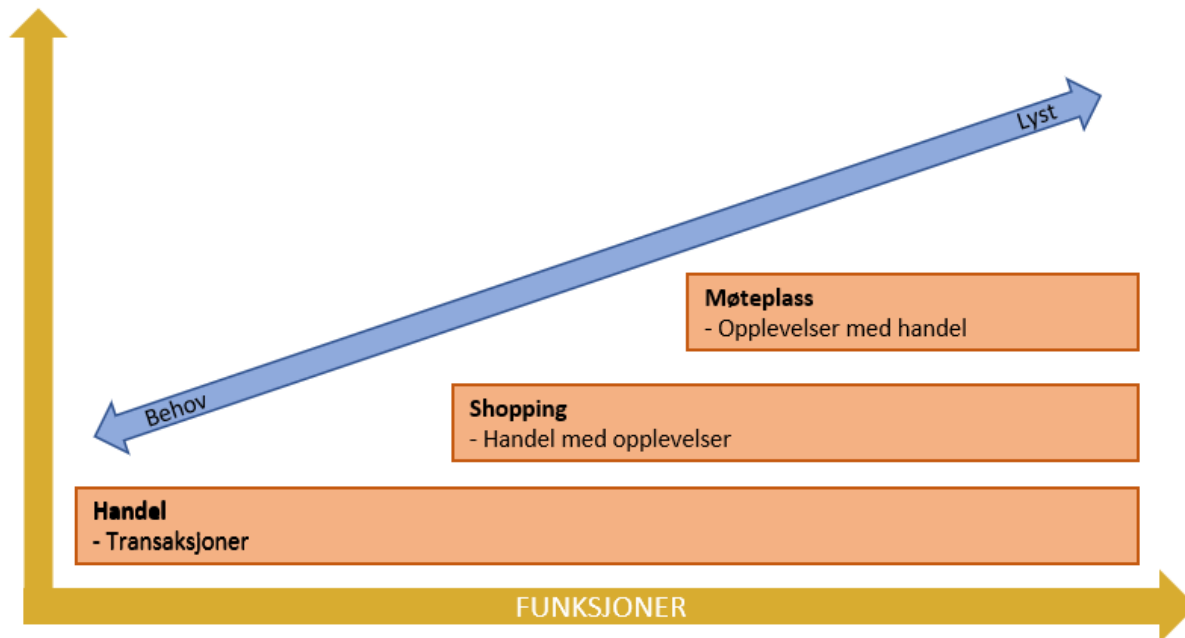 Lyst
Møteplass
- Opplevelser med handel
Behov
Shopping
- Handel med opplevelser
Handel
- Transaksjoner
FUNKSJONER